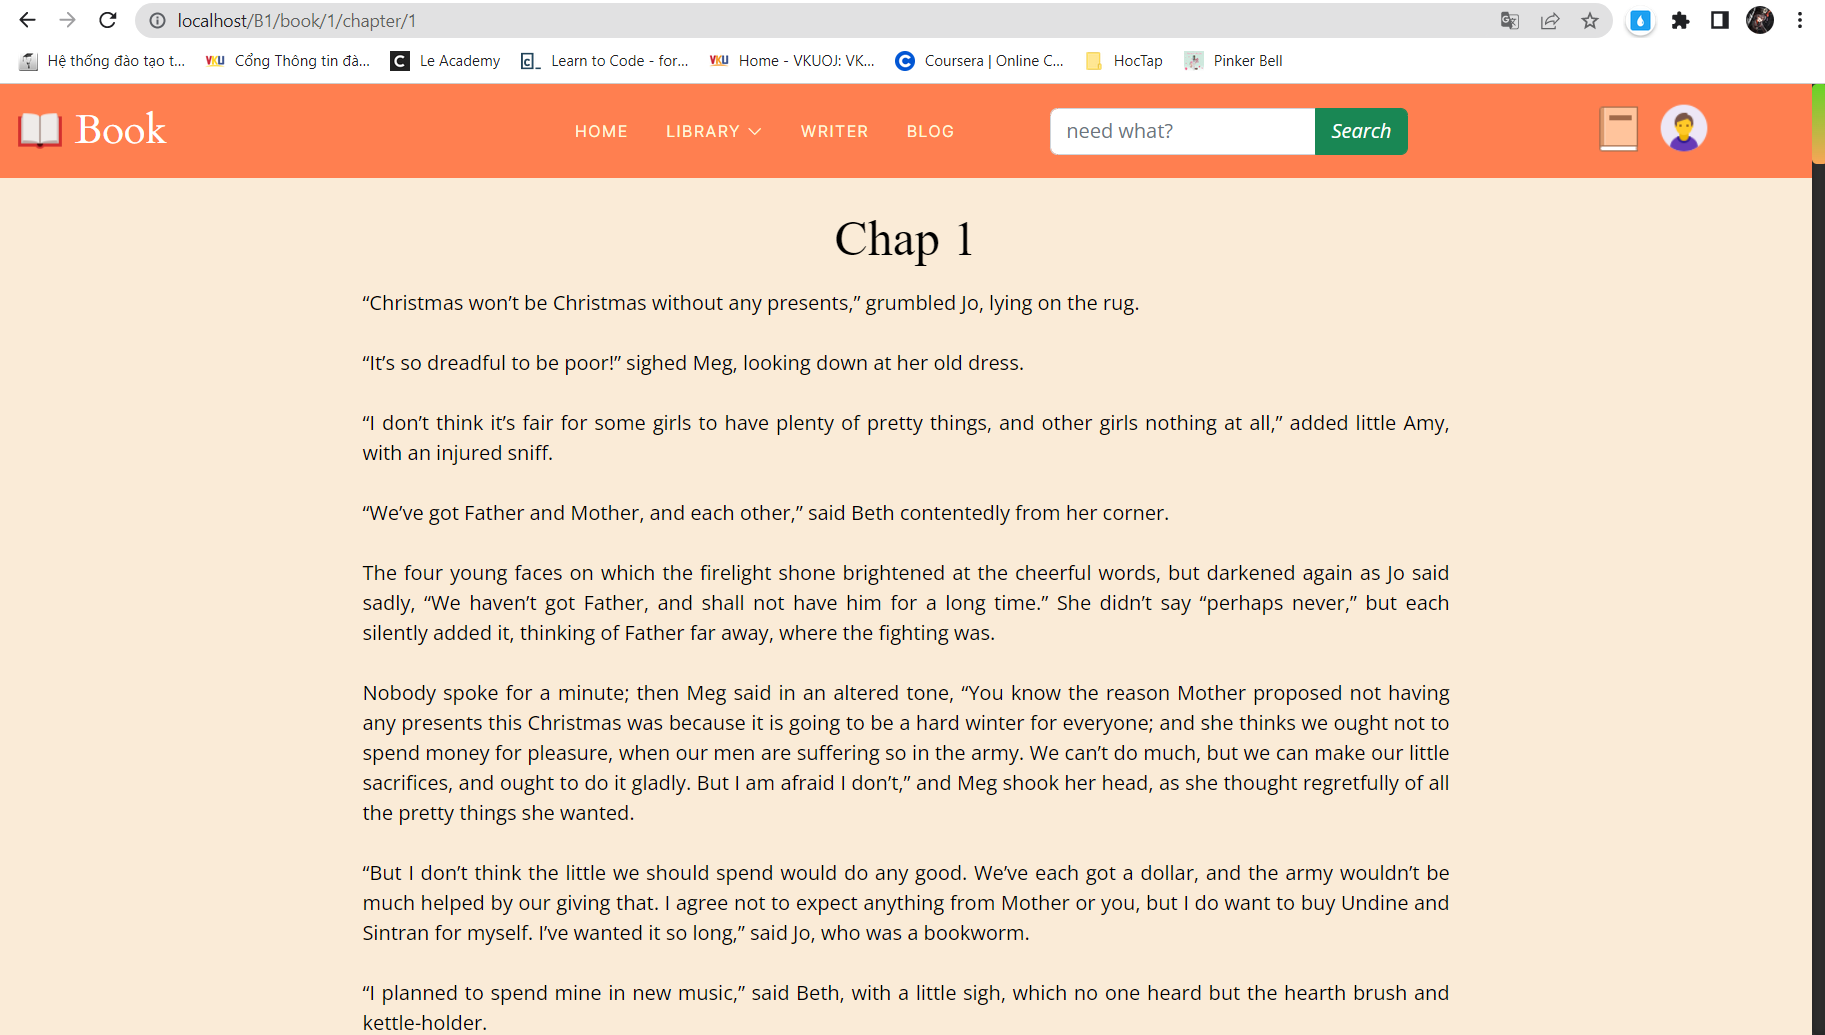 localhost/B1/book/1/chapter/1
Hệ thống đào tạo t... VKU Cổng Thông tin đà... C Le Academy c_ Learn to Code - for... VKU Home - VKUOJ: VK... C Coursera | Online C... HocTap Pinker Bell
Book HOME LIBRARY WRITER BLOG need what? Search
Chap 1
“Christmas won’t be Christmas without any presents,” grumbled Jo, lying on the rug.
“It’s so dreadful to be poor!” sighed Meg, looking down at her old dress.
“I don’t think it’s fair for some girls to have plenty of pretty things, and other girls nothing at all,” added little Amy,
with an injured sniff.
“We’ve got Father and Mother, and each other,” said Beth contentedly from her corner.
The four young faces on which the firelight shone brightened at the cheerful words, but darkened again as Jo said
sadly, “We haven’t got Father, and shall not have him for a long time.” She didn’t say “perhaps never,” but each
silently added it, thinking of Father far away, where the fighting was.
Nobody spoke for a minute; then Meg said in an altered tone, “You know the reason Mother proposed not having
any presents this Christmas was because it is going to be a hard winter for everyone; and she thinks we ought not to
spend money for pleasure, when our men are suffering so in the army. We can’t do much, but we can make our little
sacrifices, and ought to do it gladly. But I am afraid I don’t,” and Meg shook her head, as she thought regretfully of all
the pretty things she wanted.
“But I don’t think the little we should spend would do any good. We’ve each got a dollar, and the army wouldn’t be
much helped by our giving that. I agree not to expect anything from Mother or you, but I do want to buy Undine and
Sintran for myself. I’ve wanted it so long,” said Jo, who was a bookworm.
“I planned to spend mine in new music,” said Beth, with a little sigh, which no one heard but the hearth brush and
kettle-holder.